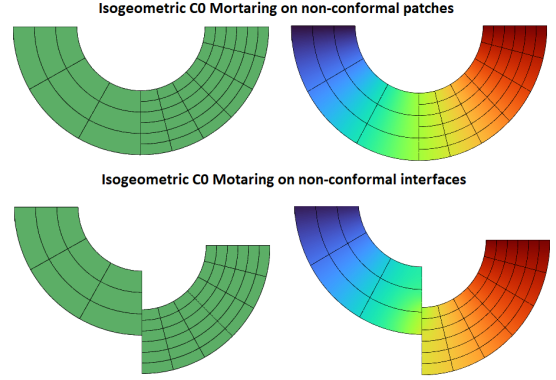 Isogeometric C0 Mortaring on non-conformal patches
Isogeometric C0 Motaring on non-conformal interfaces